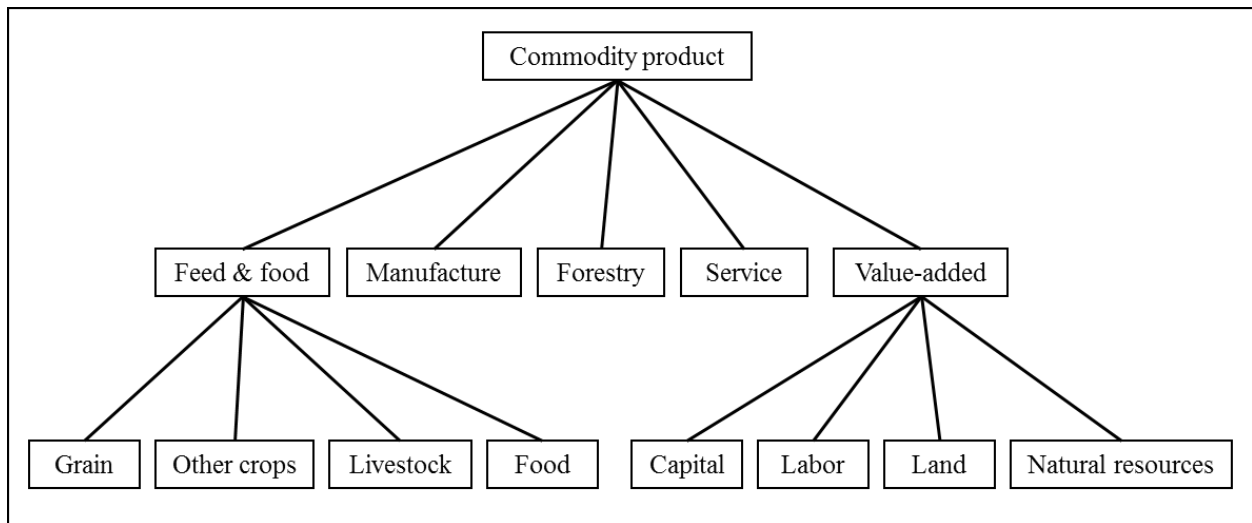 Commodity product
Feed & food
Manufacture
Forestry
Service
Value-added
Grain
Other crops
Livestock
Food
Capital
Labor
Land
Natural resources